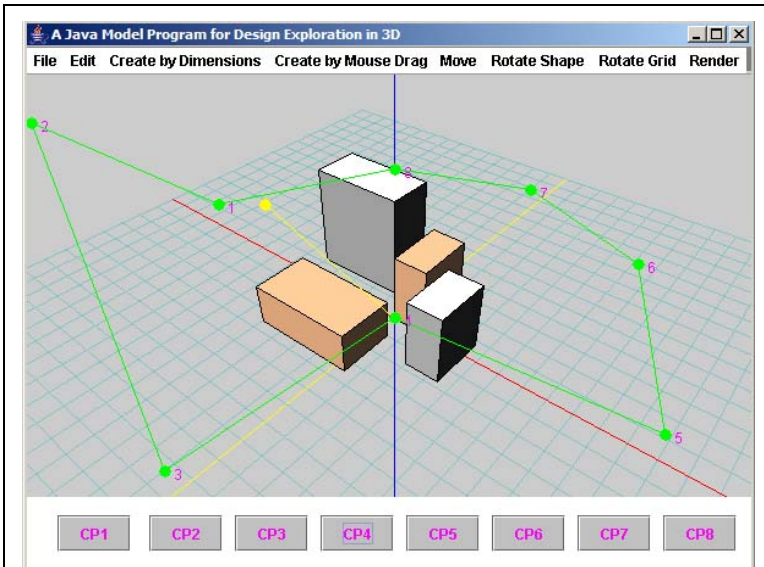 A Java Model Program for Design Exploration in 3D
File Edit Create by Dimensions Create by Mouse Drag Move Rotate Shape Rotate Grid Render
2
1
8
7
6
4
5
3
CP1 CP2 CP3 CP4 CP5 CP6 CP7 CP8